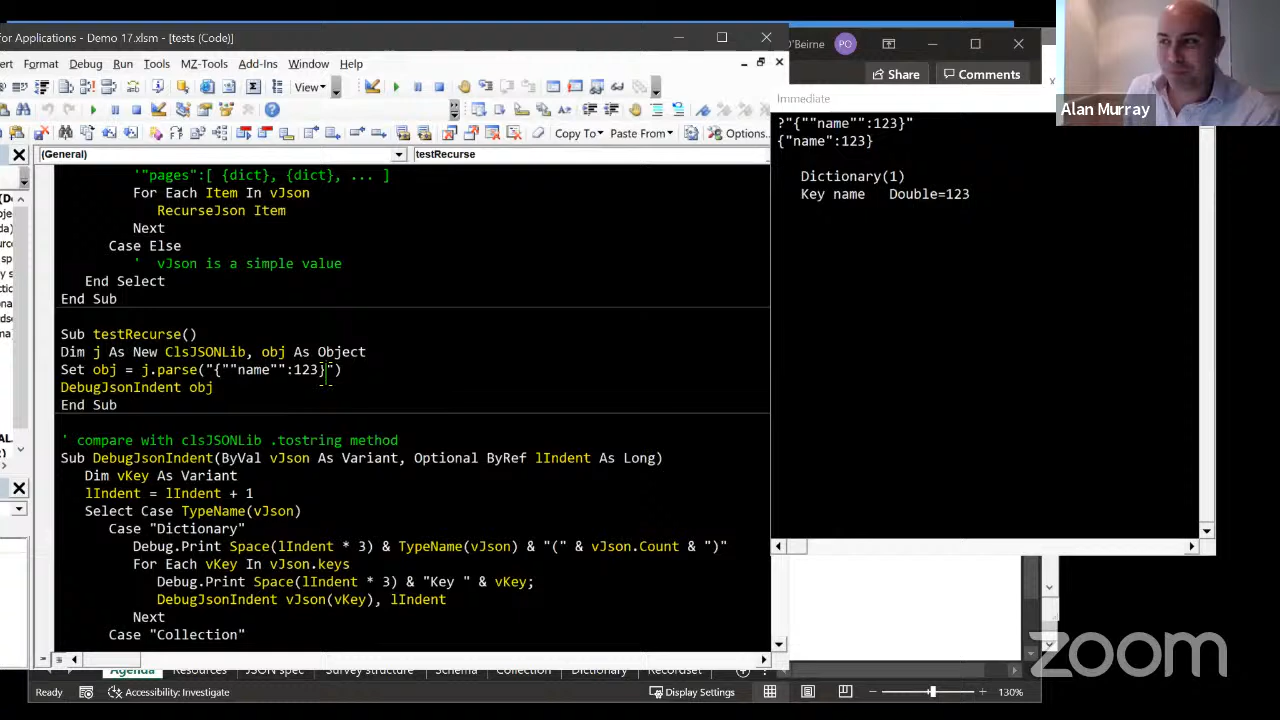 for Applications - Demo 17.xlsm - [tests (Code)]
ert Format Debug Run Tools MZ-Tools Add-Ins Window Help
View
Copy To Paste From Options.
(General) testRecurse
'"pages":[ {dict}, {dict}, ... ]
For Each Item In vJson
RecurseJson Item
Next
Case Else
' vJson is a simple value
End Select
End Sub
Sub testRecurse()
Dim j As New ClsJSONLib, obj As Object
Set obj = j.parse("{""name"":123}")
DebugJsonIndent obj
End Sub
' compare with clsJSONLib .tostring method
Sub DebugJsonIndent(ByVal vJson As Variant, Optional ByRef lIndent As Long)
Dim vKey As Variant
lIndent = lIndent + 1
Select Case TypeName(vJson)
Case "Dictionary"
Debug.Print Space(lIndent * 3) & TypeName(vJson) & "(" & vJson.Count & ")"
For Each vKey In vJson.keys
Debug.Print Space(lIndent * 3) & "Key " & vKey;
DebugJsonIndent vJson(vKey), lIndent
Next
Case "Collection"
O'Beirne PO
Share Comments
Immediate
?"{""name"":123}"
{"name":123}
Dictionary(1)
Key name Double=123
Alan Murray
Agenda Resources JSON spec Survey structure Schema Collection Dictionary Recordset
Ready Accessibility: Investigate Display Settings 130%
zoom